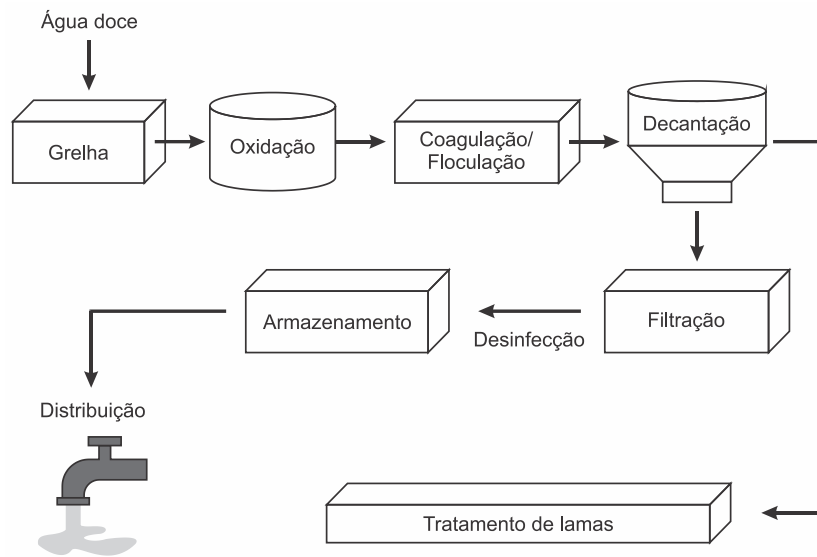 Água doce
Grelha
Oxidação
Coagulação/
Floculação
Decantação
Filtração
Desinfecção
Armazenamento
Distribuição
Tratamento de lamas